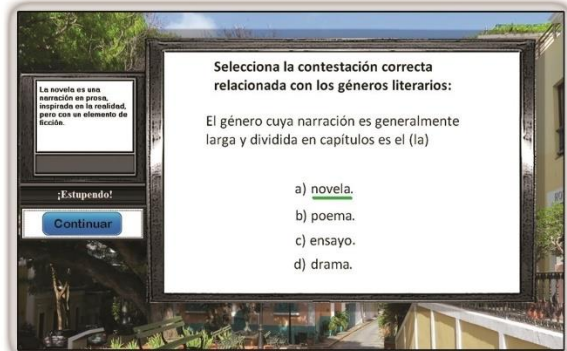 La novela es una
narración en prosa,
inspirada en la realidad,
pero con un elemento de
ficción.
¡Estupendo!
Continuar
Selecciona la contestación correcta
relacionada con los géneros literarios:
El género cuya narración es generalmente
larga y dividida en capítulos es el (la)
a) novela.
b) poema.
c) ensayo.
d) drama.